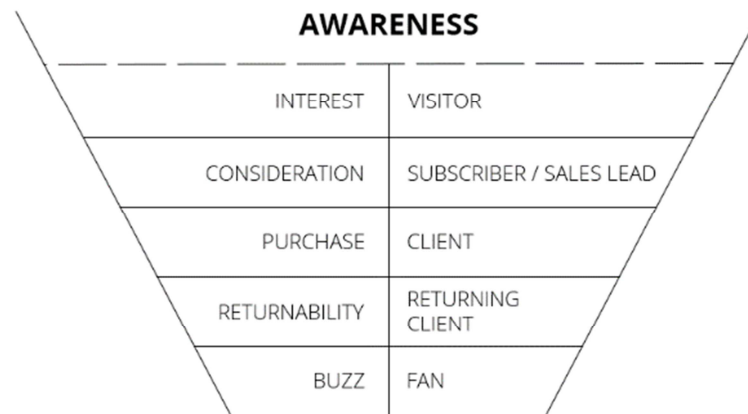 AWARENESS
INTEREST
VISITOR
CONSIDERATION
SUBSCRIBER / SALES LEAD
PURCHASE
CLIENT
RETURNABILITY
RETURNING
CLIENT
BUZZ
FAN